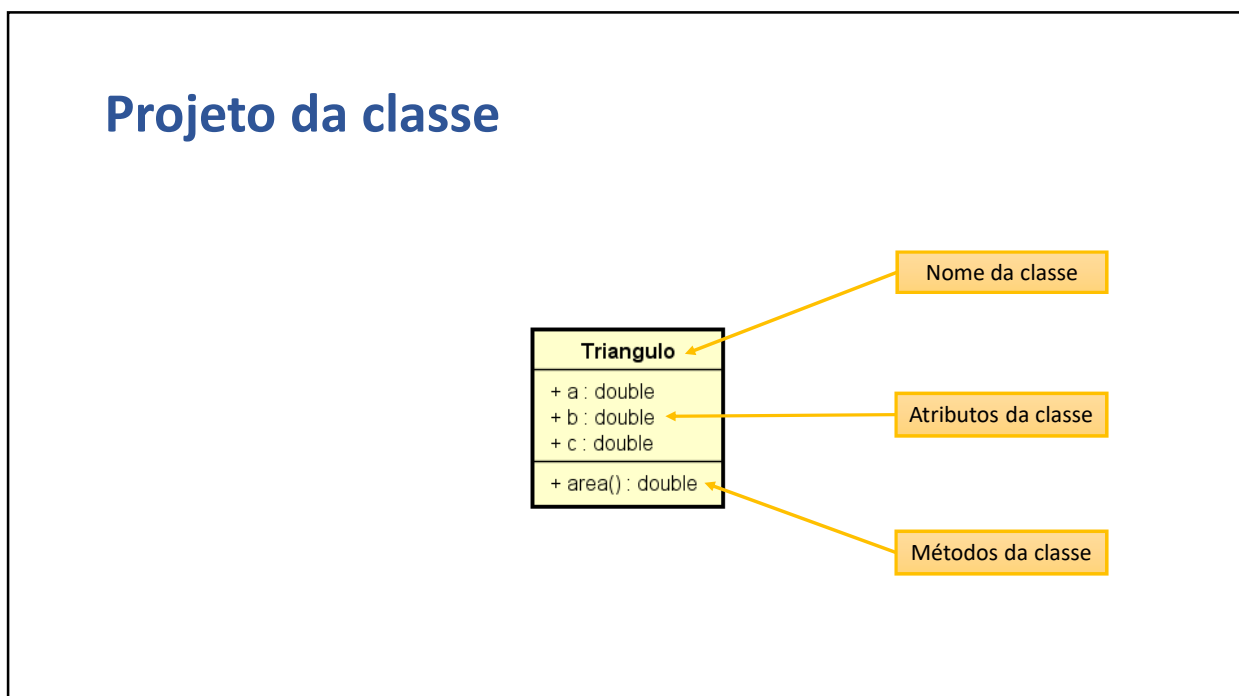 Projeto da classe
Nome da classe
Triangulo
+ a : double
+ b : double
+ c : double
Atributos da classe
+ area() : double
Métodos da classe